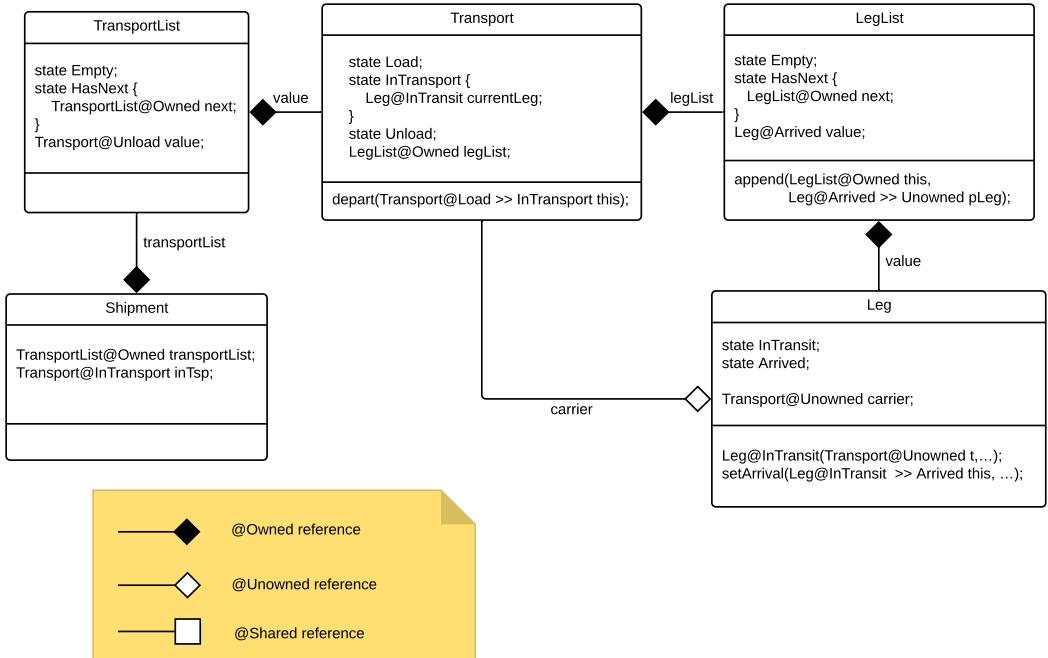 TransportList
state Empty;
state HasNext {
TransportList@Owned next;
}
Transport@Unload value;
value
Transport
state Load;
state InTransport {
Leg@InTransit currentLeg;
}
state Unload;
LegList@Owned legList;
depart(Transport@Load >> InTransport this);
legList
LegList
state Empty;
state HasNext {
LegList@Owned next;
}
Leg@Arrived value;
append(LegList@Owned this,
Leg@Arrived >> Unowned pLeg);
transportList
value
Shipment
TransportList@Owned transportList;
Transport@InTransport inTsp;
carrier
Leg
state InTransit;
state Arrived;
Transport@Unowned carrier;
Leg@InTransit(Transport@Unowned t,…);
setArrival(Leg@InTransit  >> Arrived this, …);
@Owned reference
@Unowned reference
@Shared reference